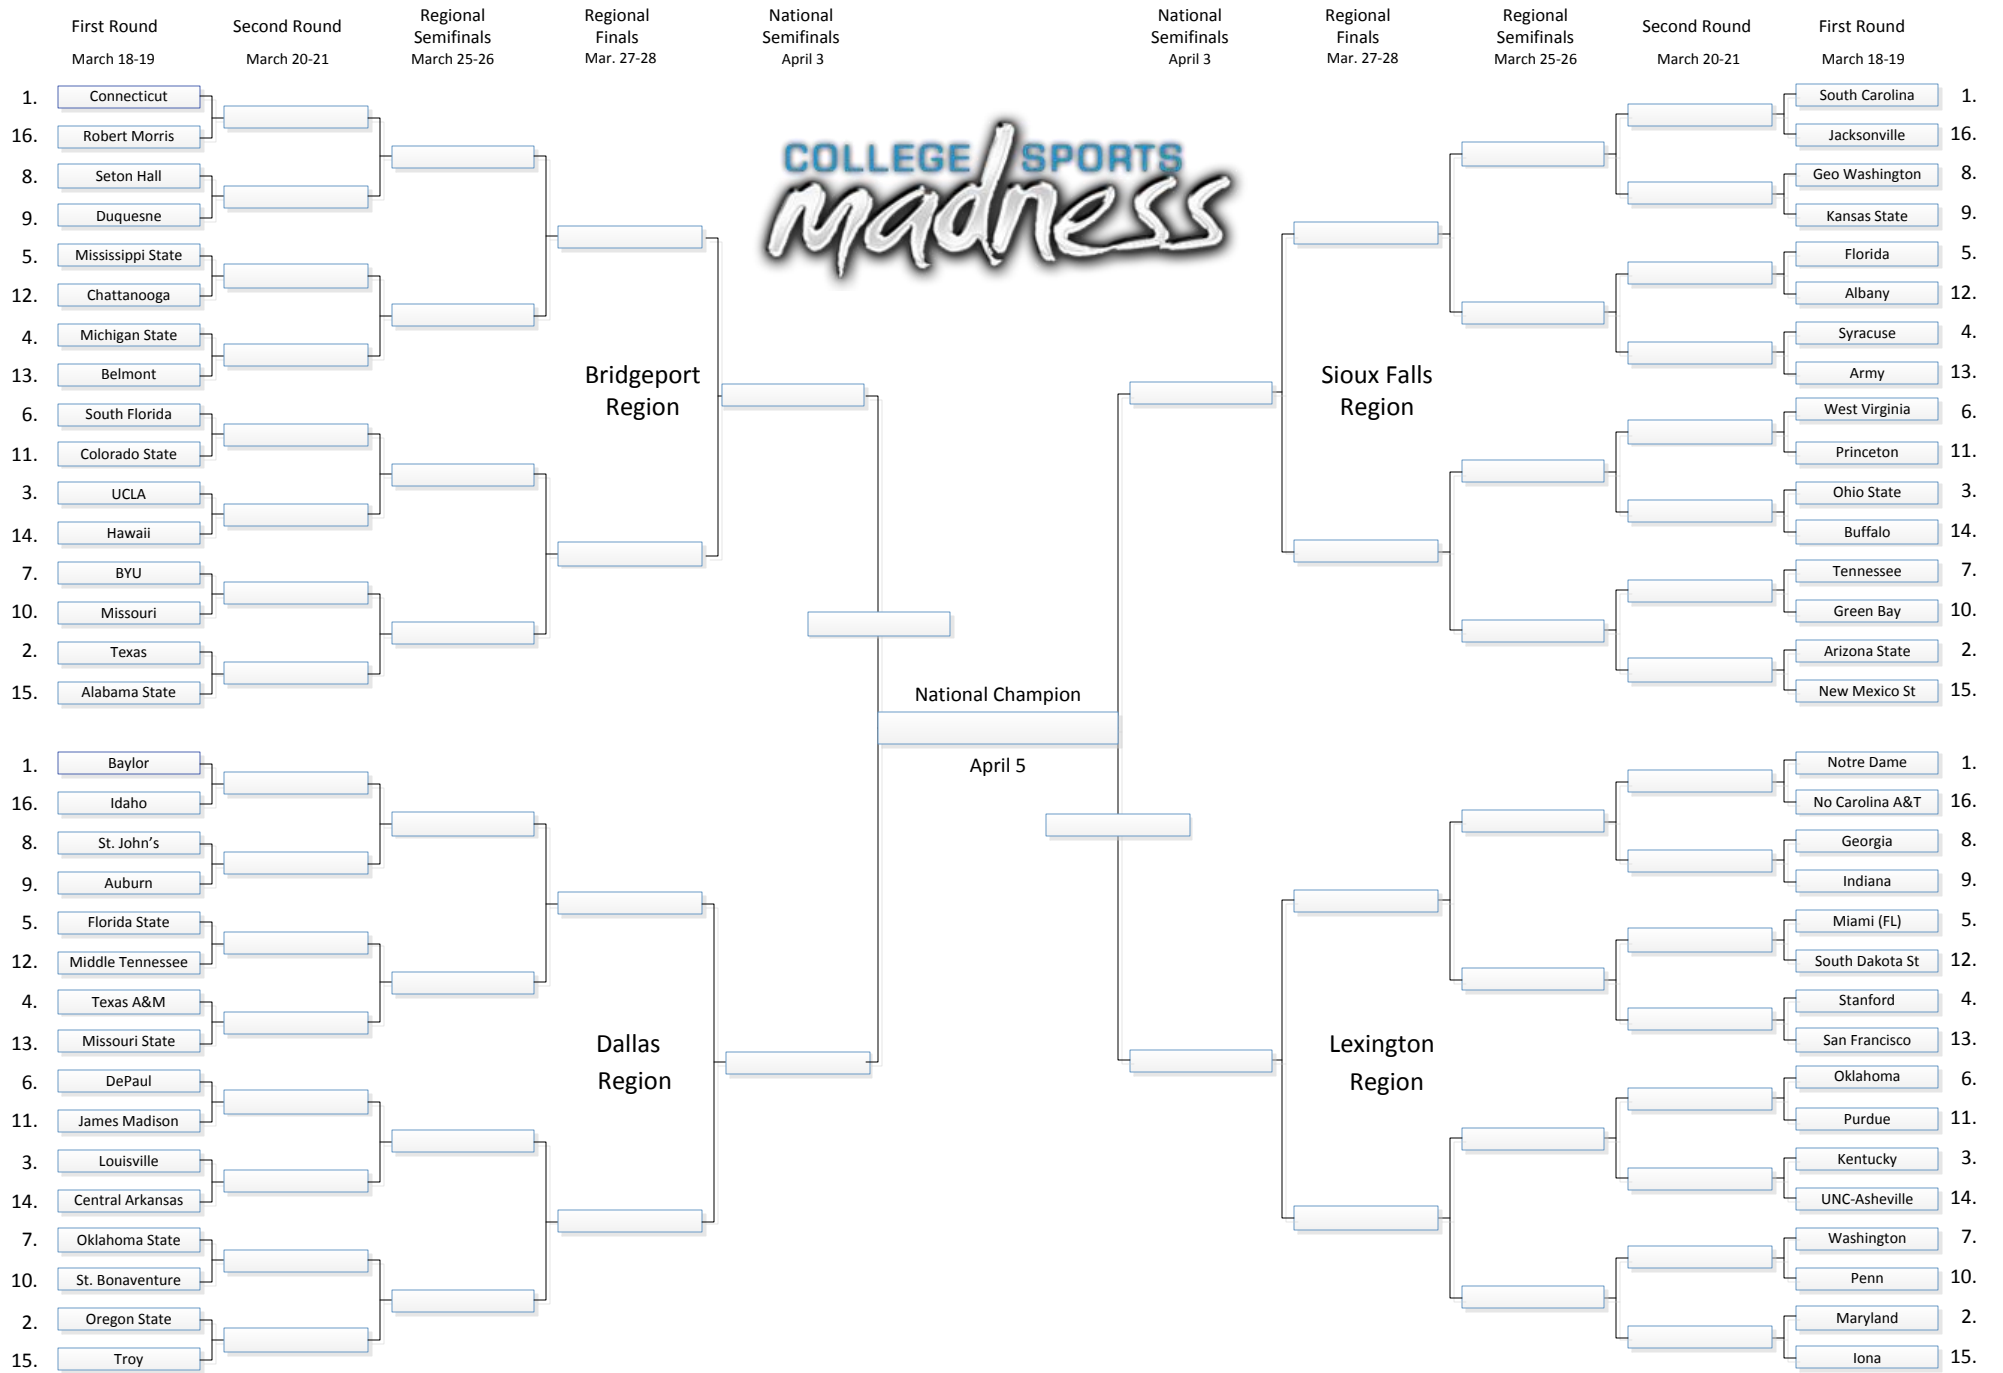 First Round
March 18-19
Second Round
March 20-21
Regional
Semifinals
March 25-26
Regional
Finals
Mar. 27-28
National
Semifinals
April 3
National
Semifinals
April 3
Regional
Finals
Mar. 27-28
Regional
Semifinals
March 25-26
Second Round
March 20-21
First Round
March 18-19
COLLEGE SPORTS
madness
1. Connecticut
16. Robert Morris
8. Seton Hall
9. Duquesne
5. Mississippi State
12. Chattanooga
4. Michigan State
13. Belmont
6. South Florida
11. Colorado State
3. UCLA
14. Hawaii
7. BYU
10. Missouri
2. Texas
15. Alabama State
Bridgeport
Region
1. Baylor
16. Idaho
8. St. John’s
9. Auburn
5. Florida State
12. Middle Tennessee
4. Texas A&M
13. Missouri State
6. DePaul
11. James Madison
3. Louisville
14. Central Arkansas
7. Oklahoma State
10. St. Bonaventure
2. Oregon State
15. Troy
Dallas
Region
National Champion
April 5
South Carolina 1.
Jacksonville 16.
Geo Washington 8.
Kansas State 9.
Florida 5.
Albany 12.
Syracuse 4.
Army 13.
West Virginia 6.
Princeton 11.
Ohio State 3.
Buffalo 14.
Tennessee 7.
Green Bay 10.
Arizona State 2.
New Mexico St 15.
Sioux Falls
Region
Notre Dame 1.
No Carolina A&T 16.
Georgia 8.
Indiana 9.
Miami (FL) 5.
South Dakota St 12.
Stanford 4.
San Francisco 13.
Oklahoma 6.
Purdue 11.
Kentucky 3.
UNC-Asheville 14.
Washington 7.
Penn 10.
Maryland 2.
Iona 15.
Lexington
Region